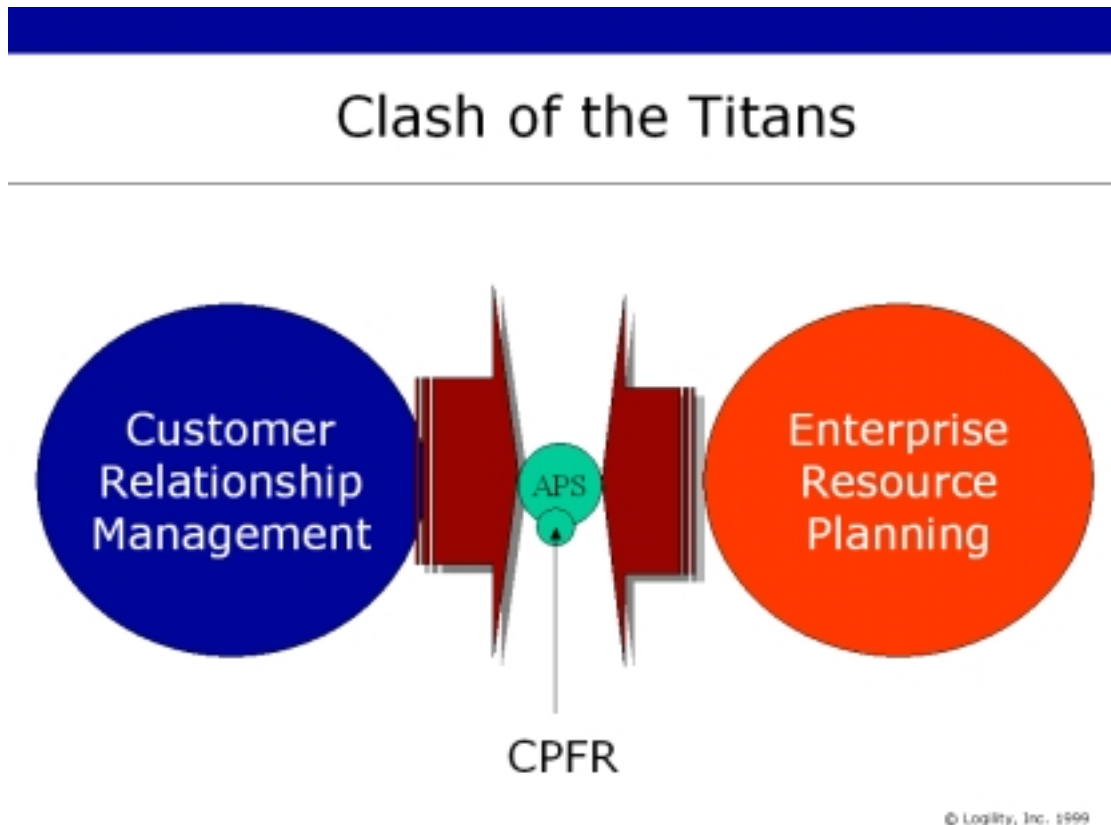 Clash of the Titans
Customer
Relationship
Management
APS
Enterprise
Resource
Planning
CPFR
© Logility, Inc. 1999